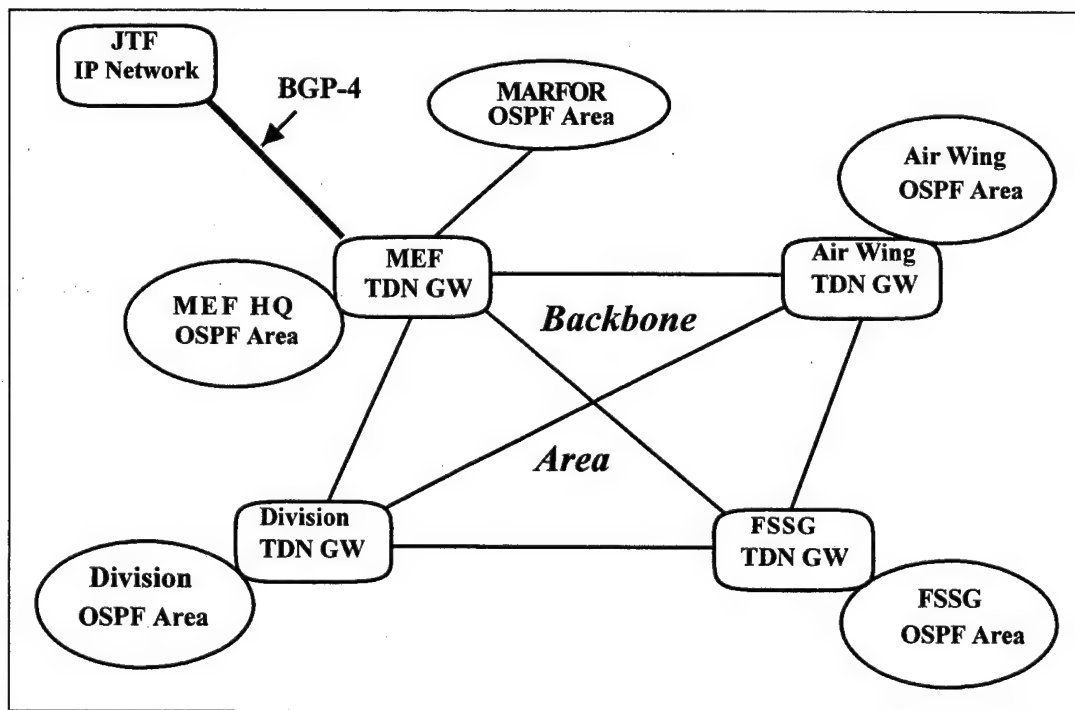 JTF
IP Network
BGP-4
MARFOR
OSPF Area
Air Wing
OSPF Area
MEF
TDN GW
Air Wing
TDN GW
MEF HQ
OSPF Area
Backbone
Area
Division
TDN GW
FSSG
TDN GW
Division
OSPF Area
FSSG
OSPF Area